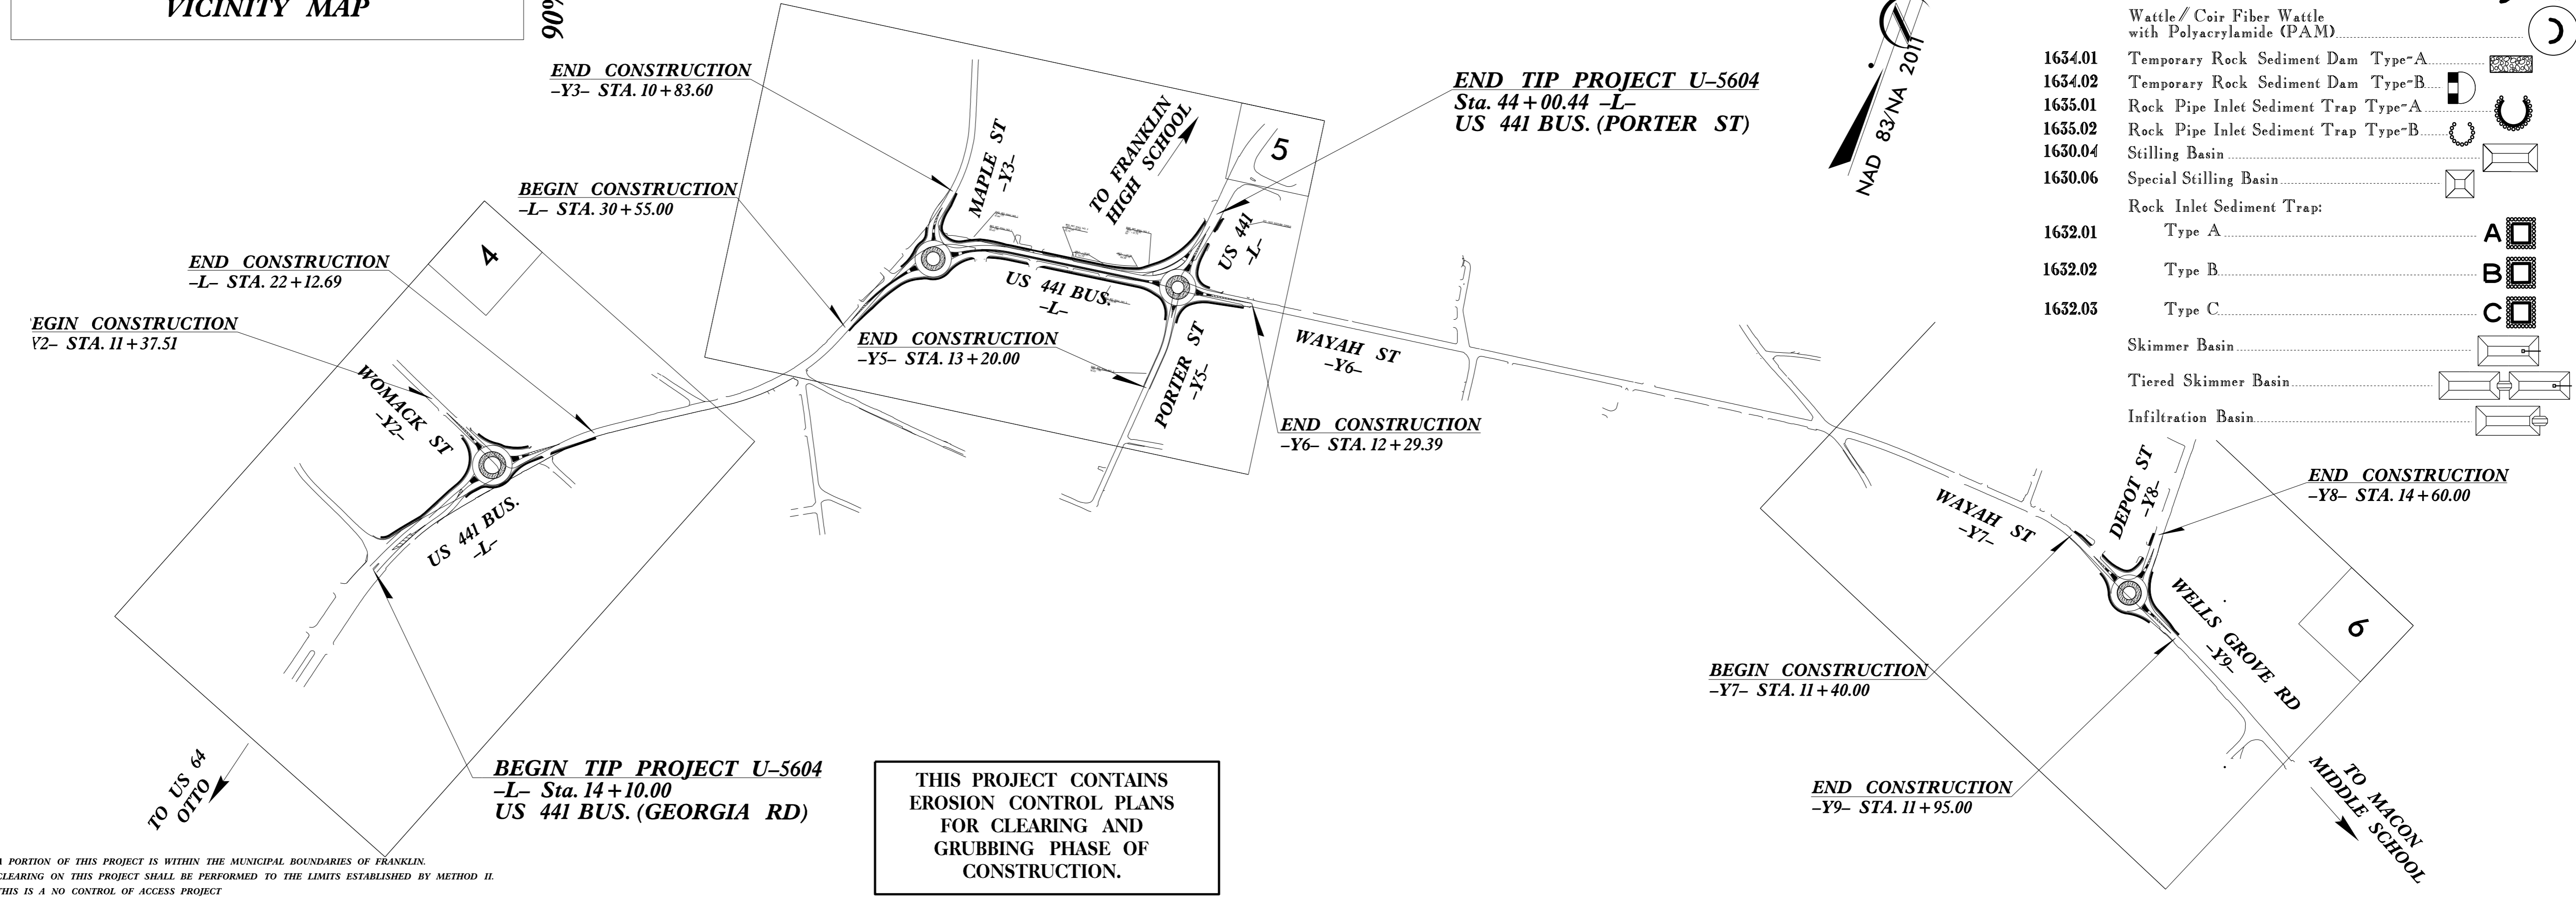 VICINITY MAP
90%
END CONSTRUCTION
-Y3- STA. 10+83.60
BEGIN CONSTRUCTION
-L- STA. 30+55.00
END CONSTRUCTION
-L- STA. 22+12.69
EGIN CONSTRUCTION
Y2- STA. 11+37.51
4
WOMACK ST
-Y2-
US 441 BUS.
-L-
TO US 64
OTTO
BEGIN TIP PROJECT U-5604
-L- Sta. 14+10.00
US 441 BUS. (GEORGIA RD)
MAPLE ST
-Y3-
TO FRANKLIN
HIGH SCHOOL
5
US 441
-L-
US 441 BUS.
-L-
END CONSTRUCTION
-Y5- STA. 13+20.00
PORTER ST
-Y5-
END TIP PROJECT U-5604
Sta. 44+00.44 -L-
US 441 BUS. (PORTER ST)
WAYAH ST
-Y6-
END CONSTRUCTION
-Y6- STA. 12+29.39
NAD 83/NA 2011
WAYAH ST
-Y7-
DEPOT ST
-Y8-
END CONSTRUCTION
-Y8- STA. 14+60.00
WELLS GROVE RD
-Y9-
6
BEGIN CONSTRUCTION
-Y7- STA. 11+40.00
END CONSTRUCTION
-Y9- STA. 11+95.00
TO MACON
MIDDLE SCHOOL
Wattle/Coir Fiber Wattle
with Polyacrylamide (PAM)
1634.01 Temporary Rock Sediment Dam Type-A
1634.02 Temporary Rock Sediment Dam Type-B
1635.01 Rock Pipe Inlet Sediment Trap Type-A
1635.02 Rock Pipe Inlet Sediment Trap Type-B
1630.04 Stilling Basin
1630.06 Special Stilling Basin
Rock Inlet Sediment Trap:
1632.01 Type A A
1632.02 Type B B
1632.03 Type C C
Skimmer Basin
Tiered Skimmer Basin
Infiltration Basin
THIS PROJECT CONTAINS
EROSION CONTROL PLANS
FOR CLEARING AND
GRUBBING PHASE OF
CONSTRUCTION.
A PORTION OF THIS PROJECT IS WITHIN THE MUNICIPAL BOUNDARIES OF FRANKLIN.
CLEARING ON THIS PROJECT SHALL BE PERFORMED TO THE LIMITS ESTABLISHED BY METHOD II.
THIS IS A NO CONTROL OF ACCESS PROJECT